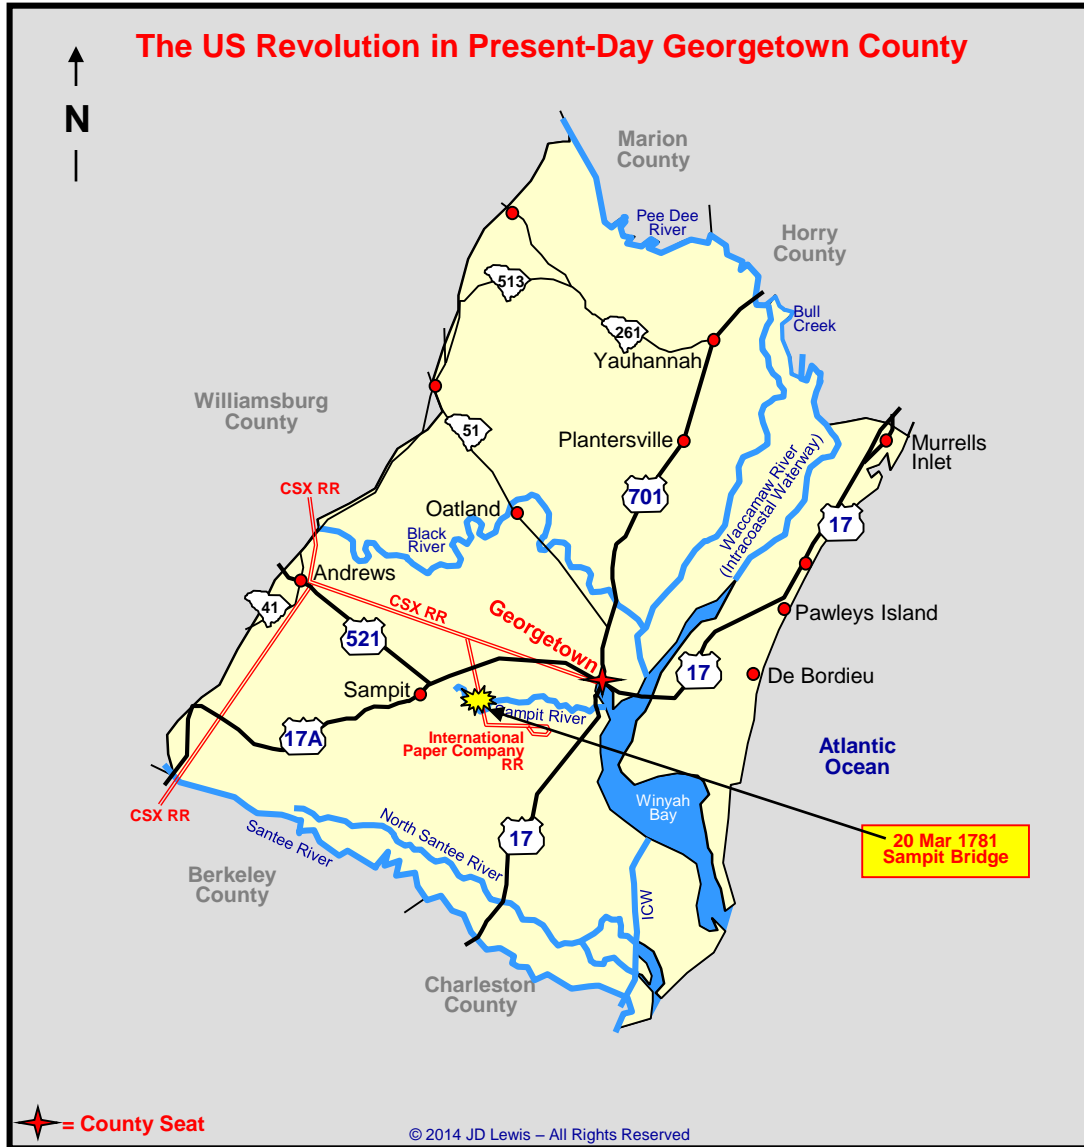 The US Revolution in Present-Day Georgetown County
N
Marion
County
Pee Dee
River
Horry
County
513
Bull
Creek
261
Yauhannah
Williamsburg
County
51
Plantersville
Murrells
Inlet
CSX RR
701
Waccamaw River
(Intracoastal Waterway)
17
Oatland
Black
River
Andrews
41
CSX RR
Georgetown
Pawleys Island
521
17
De Bordieu
Sampit
Sampit River
17A
International
Paper Company
RR
Atlantic
Ocean
CSX RR
Winyah
Bay
Santee River
North Santee River
17
20 Mar 1781
Sampit Bridge
Berkeley
County
ICW
Charleston
County
= County Seat
© 2014 JD Lewis – All Rights Reserved